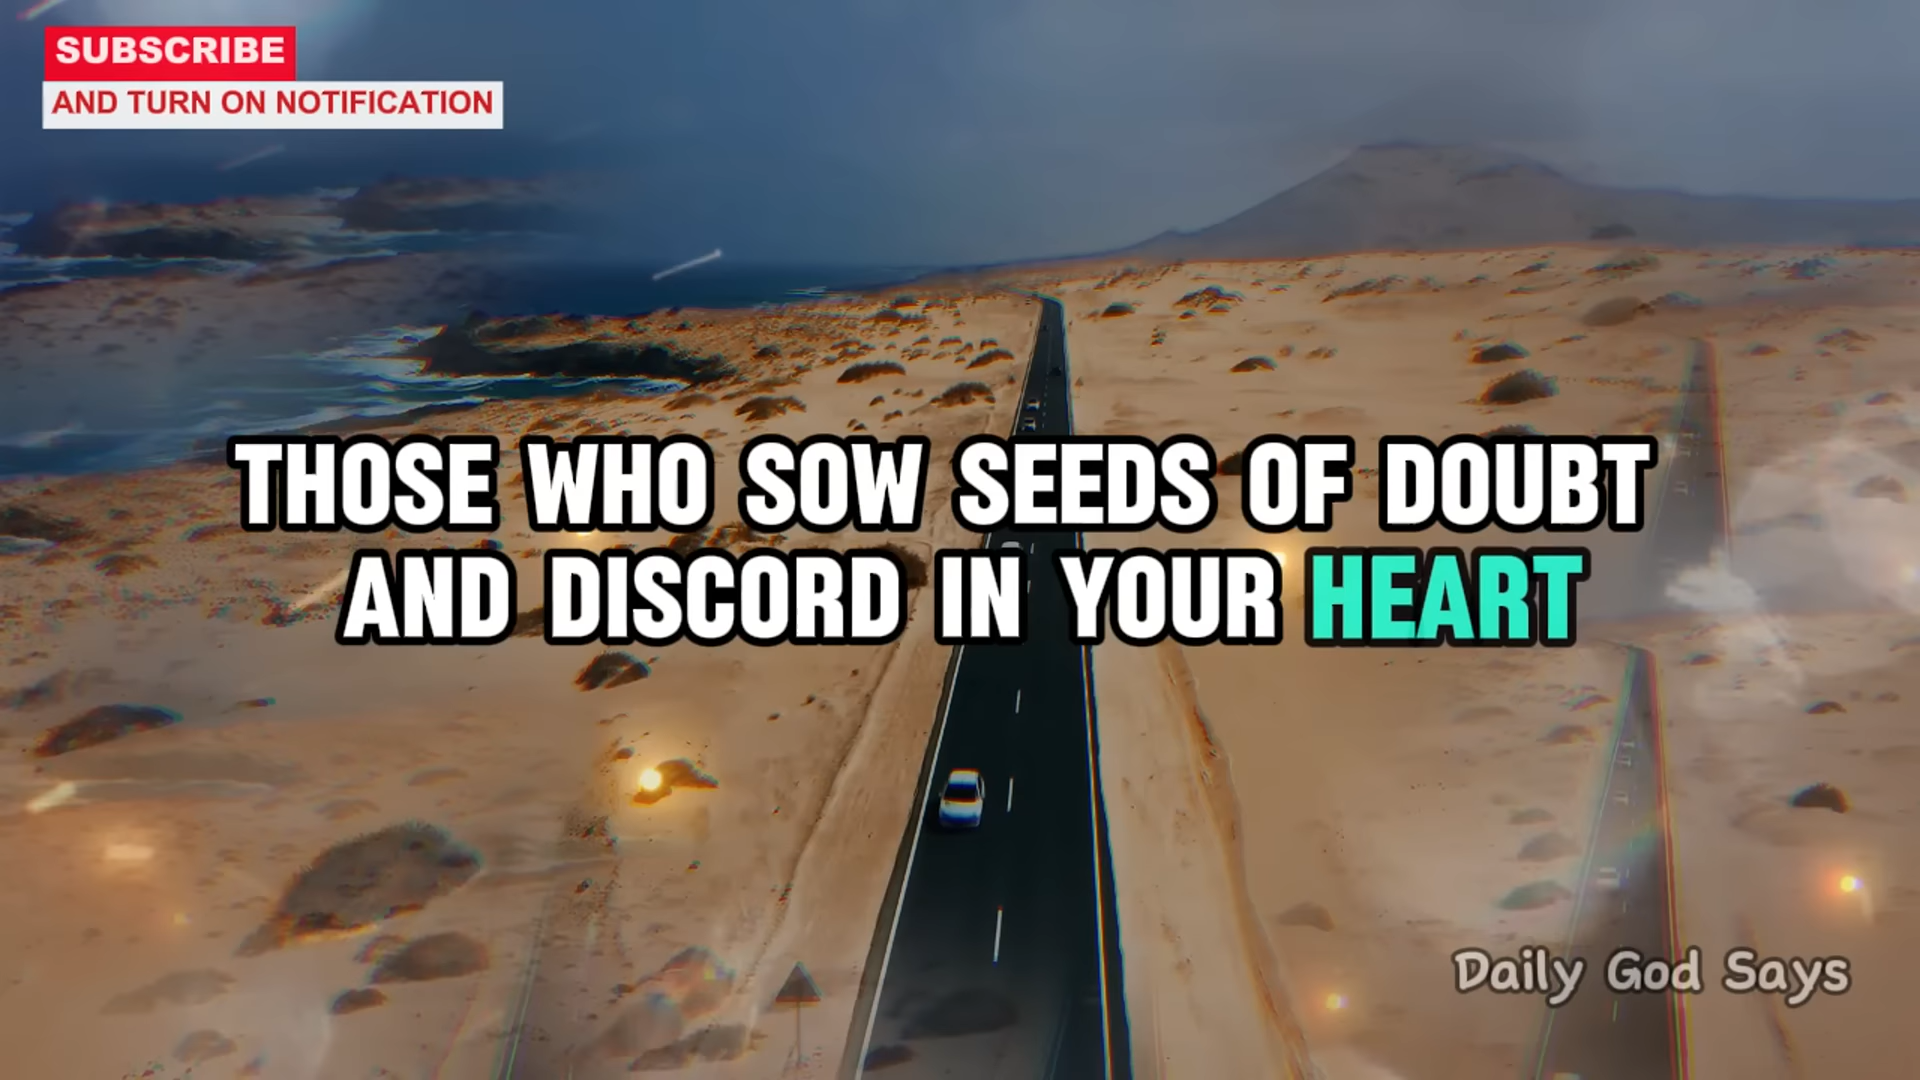 SUBSCRIBE
AND TURN ON NOTIFICATION
THOSE WHO SOW SEEDS OF DOUBT
AND DISCORD IN YOUR HEART
Daily God Says